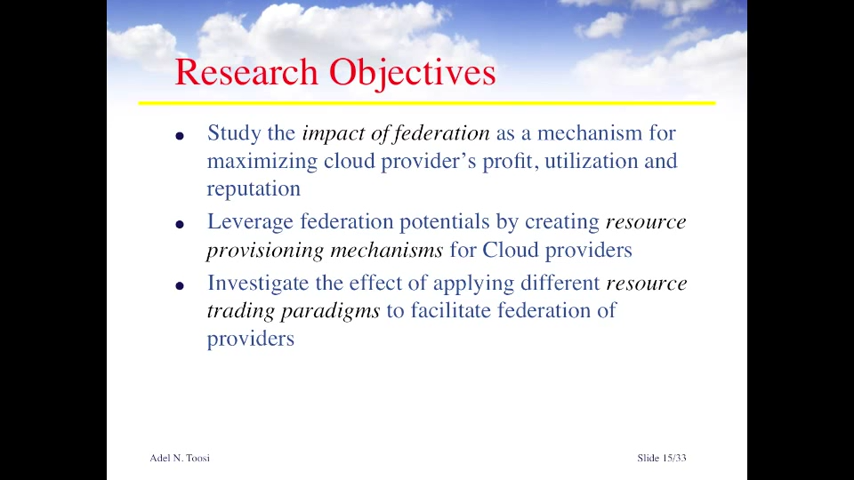 Research Objectives
Study the impact of federation as a mechanism for
maximizing cloud provider's profit, utilization and
reputation
Leverage federation potentials by creating resource
provisioning mechanisms for Cloud providers
Investigate the effect of applying different resource
trading paradigms to facilitate federation of
providers
Adel N. Toosi
Slide 15/33